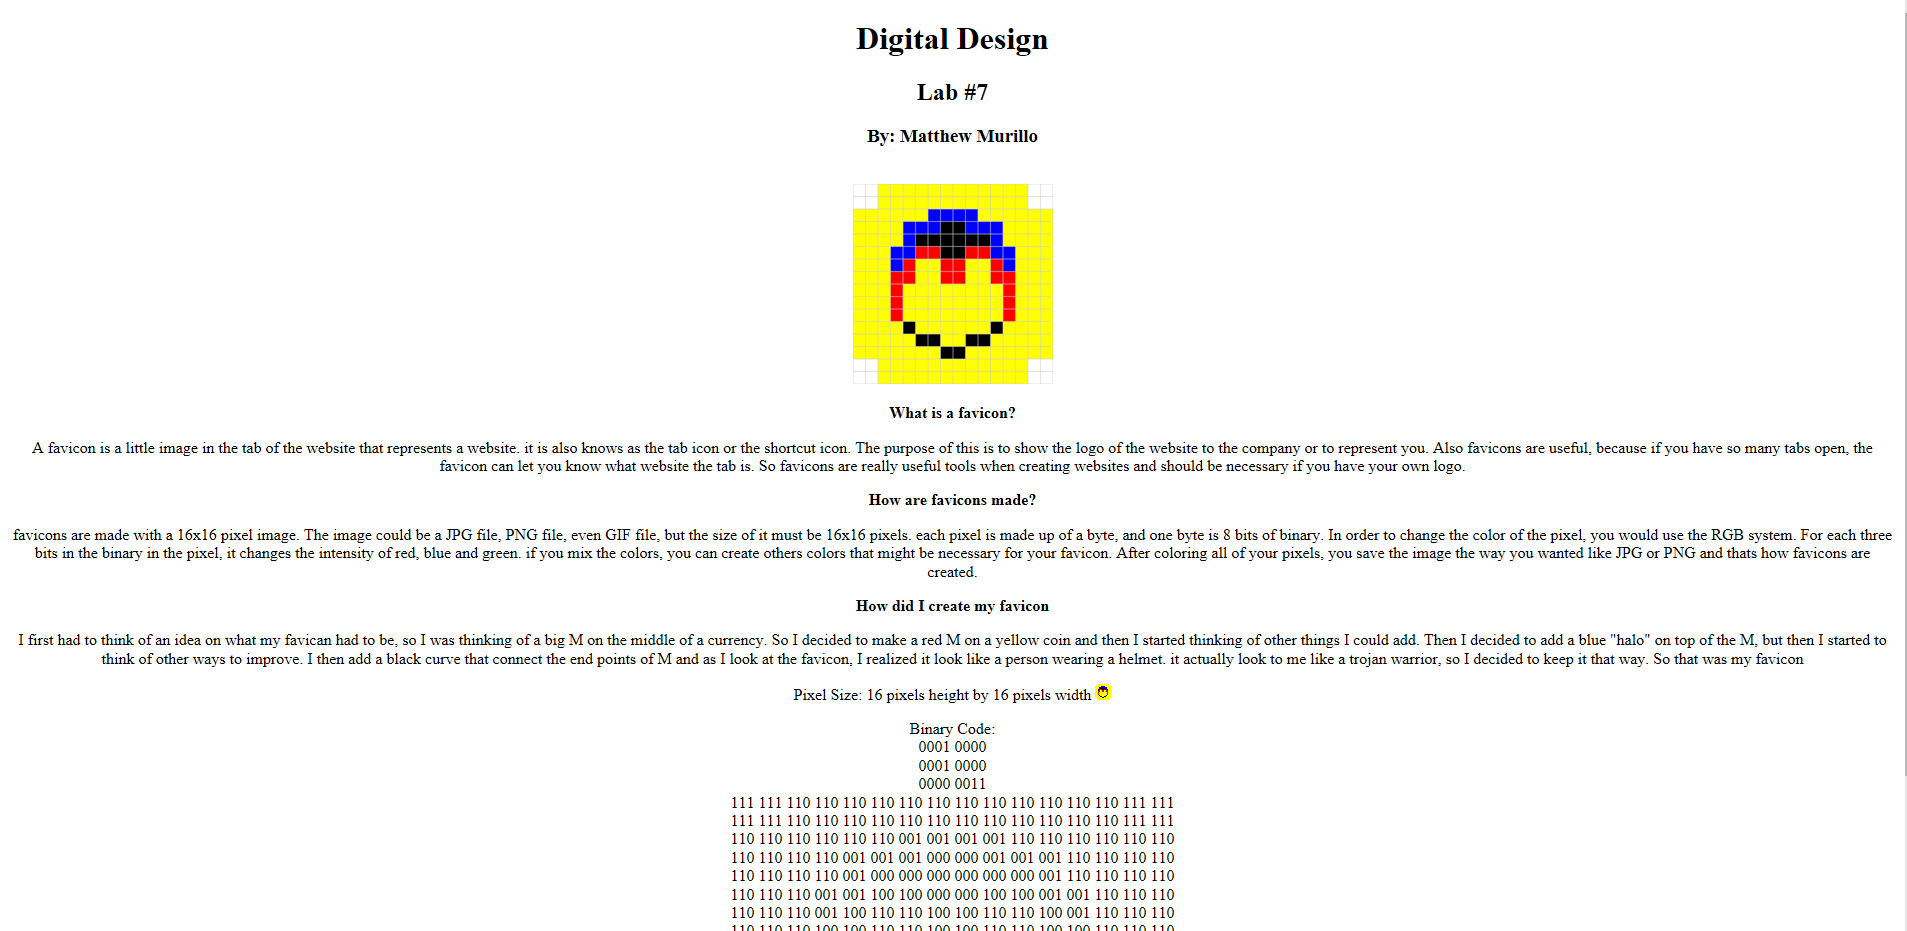 Digital Design
Lab #7
By: Matthew Murillo
What is a favicon?
A favicon is a little image in the tab of the website that represents a website. it is also knows as the tab icon or the shortcut icon. The purpose of this is to show the logo of the website to the company or to represent you. Also favicons are useful, because if you have so many tabs open, the
favicon can let you know what website the tab is. So favicons are really useful tools when creating websites and should be necessary if you have your own logo.
How are favicons made?
favicons are made with a 16x16 pixel image. The image could be a JPG file, PNG file, even GIF file, but the size of it must be 16x16 pixels. each pixel is made up of a byte, and one byte is 8 bits of binary. In order to change the color of the pixel, you would use the RGB system. For each three
bits in the binary in the pixel, it changes the intensity of red, blue and green. if you mix the colors, you can create others colors that might be necessary for your favicon. After coloring all of your pixels, you save the image the way you wanted like JPG or PNG and thats how favicons are
created.
How did I create my favicon
I first had to think of an idea on what my favican had to be, so I was thinking of a big M on the middle of a currency. So I decided to make a red M on a yellow coin and then I started thinking of other things I could add. Then I decided to add a blue "halo" on top of the M, but then I started to
think of other ways to improve. I then add a black curve that connect the end points of M and as I look at the favicon, I realized it look like a person wearing a helmet. it actually look to me like a trojan warrior, so I decided to keep it that way. So that was my favicon
Pixel Size: 16 pixels height by 16 pixels width
Binary Code:
0001 0000
0001 0000
0000 0011
111 111 110 110 110 110 110 110 110 110 110 110 110 110 111 111
111 111 110 110 110 110 110 110 110 110 110 110 110 110 111 111
110 110 110 110 110 110 001 001 001 001 110 110 110 110 110 110
110 110 110 110 001 001 001 000 000 001 001 001 110 110 110 110
110 110 110 110 001 000 000 000 000 000 000 001 110 110 110 110
110 110 110 001 001 100 100 000 000 100 100 001 001 110 110 110
110 110 110 001 100 110 110 100 100 110 110 100 001 110 110 110
110 110 110 100 100 110 110 100 100 110 110 100 100 110 110 110